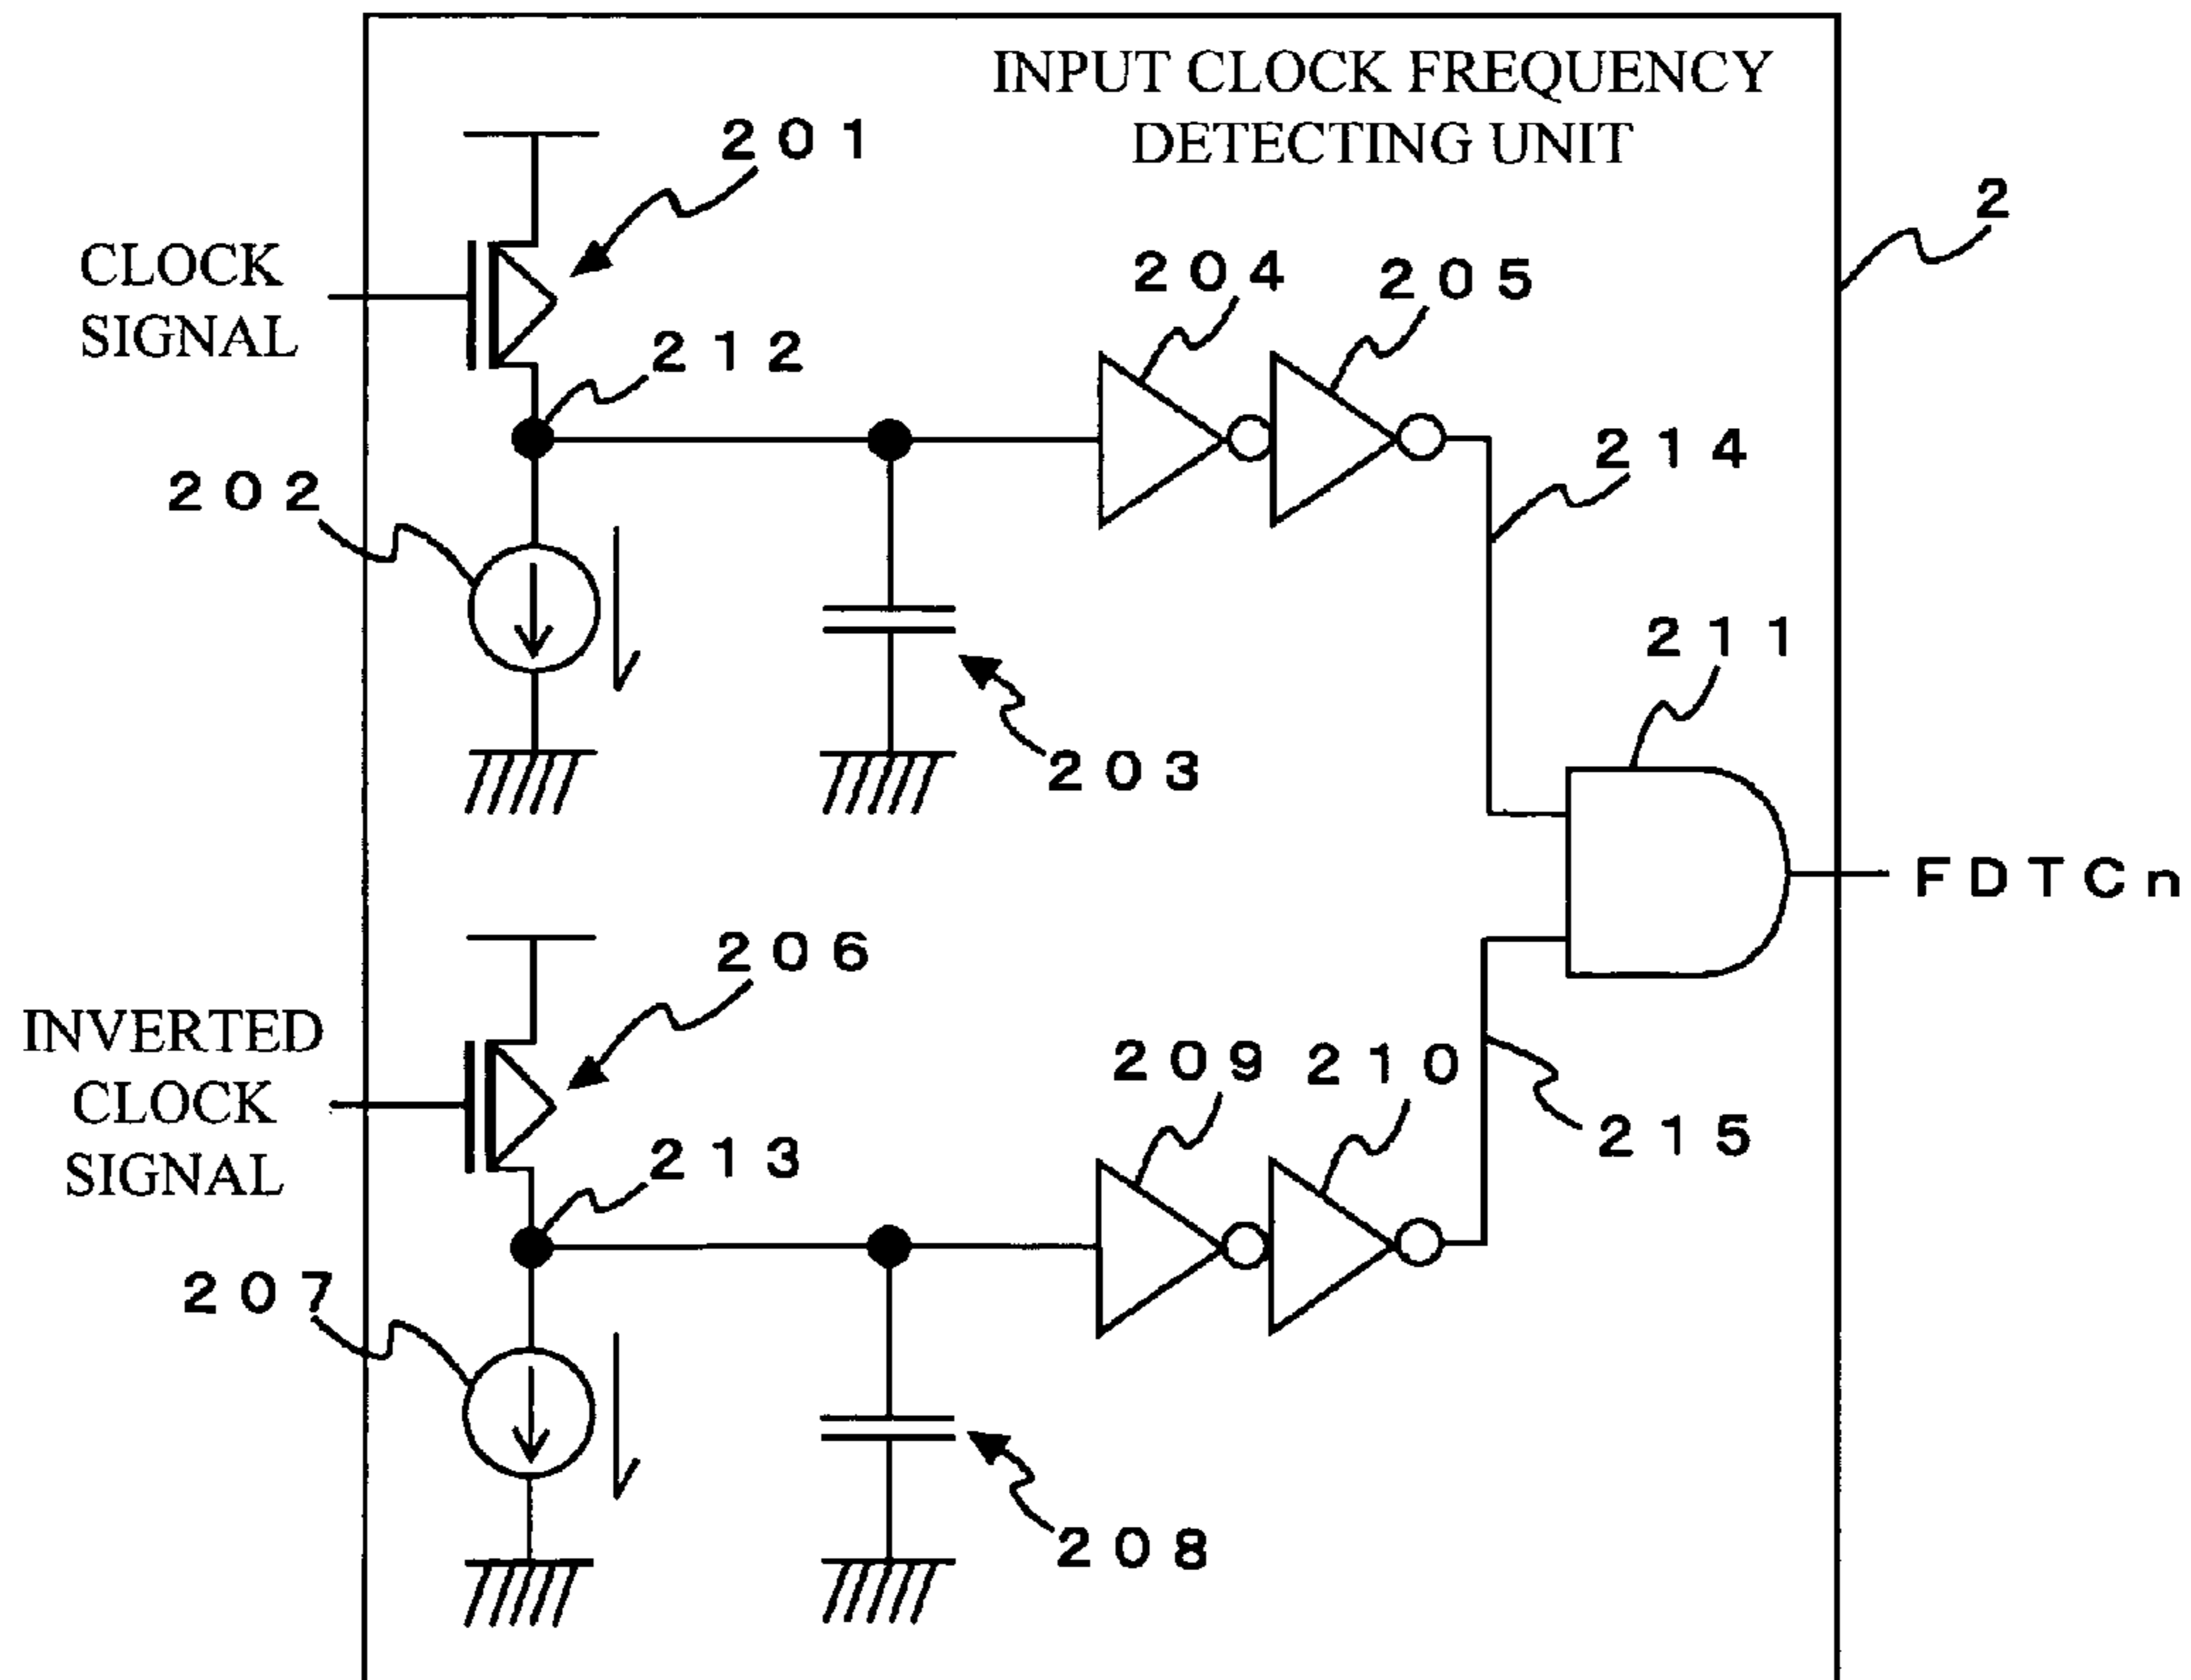 INPUT CLOCK FREQUENCY
DETECTING UNIT
201
2
CLOCK
SIGNAL
204
205
212
214
202
211
203
FDTCn
206
INVERTED
CLOCK
SIGNAL
209
210
213
215
207
208